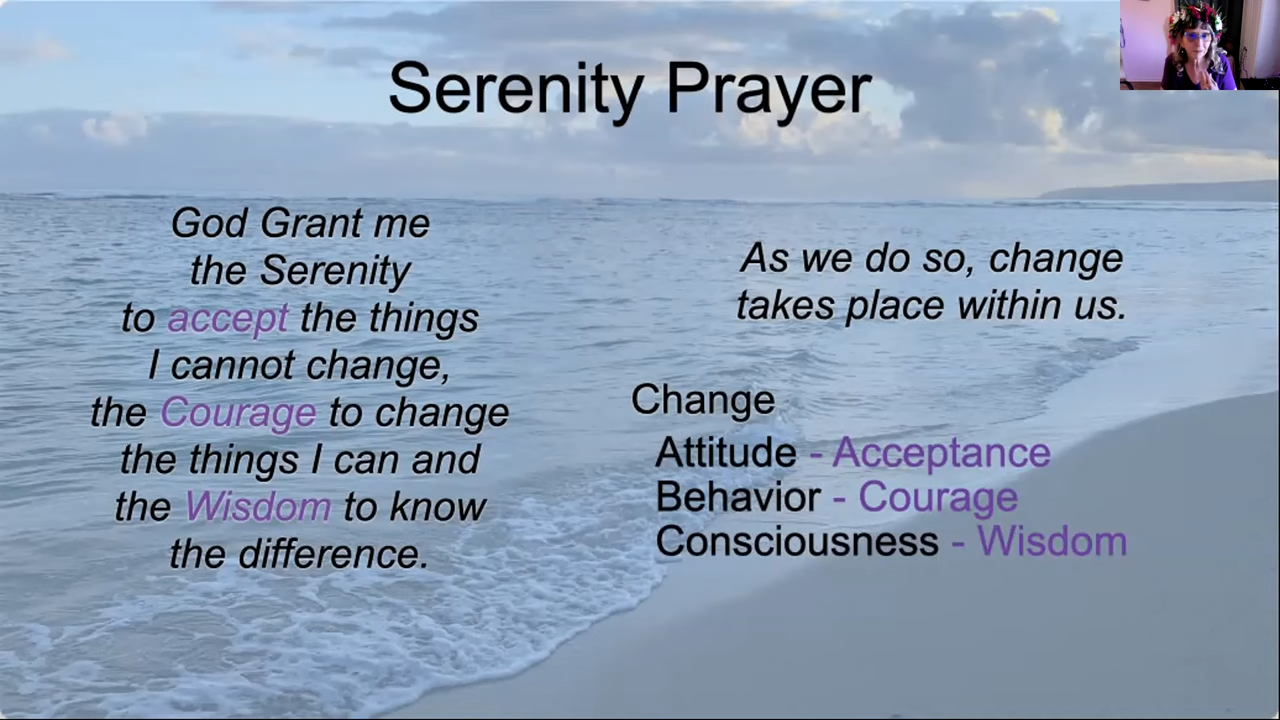 Serenity Prayer
God Grant me
the Serenity
to accept the things
I cannot change,
the Courage to change
the things I can and
the Wisdom to know
the difference.
As we do so, change
takes place within us.
Change
Attitude - Acceptance
Behavior - Courage
Consciousness - Wisdom